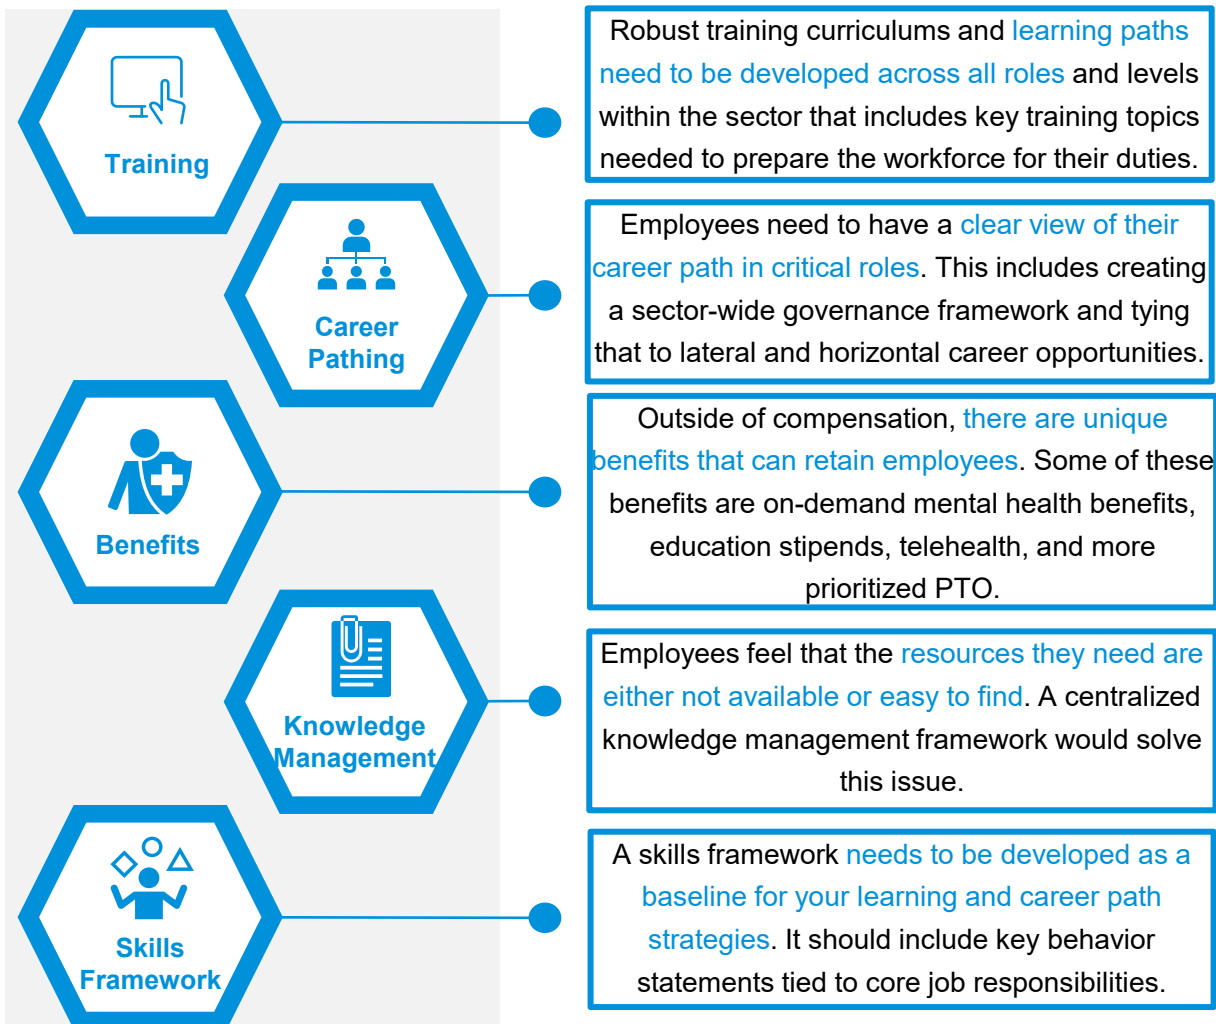 Training
Robust training curriculums and learning paths
need to be developed across all roles and levels
within the sector that includes key training topics
needed to prepare the workforce for their duties.
Career
Pathing
Employees need to have a clear view of their
career path in critical roles. This includes creating
a sector-wide governance framework and tying
that to lateral and horizontal career opportunities.
Benefits
Outside of compensation, there are unique
benefits that can retain employees. Some of these
benefits are on-demand mental health benefits,
education stipends, telehealth, and more
prioritized PTO.
Knowledge
Management
Employees feel that the resources they need are
either not available or easy to find. A centralized
knowledge management framework would solve
this issue.
Skills
Framework
A skills framework needs to be developed as a
baseline for your learning and career path
strategies. It should include key behavior
statements tied to core job responsibilities.